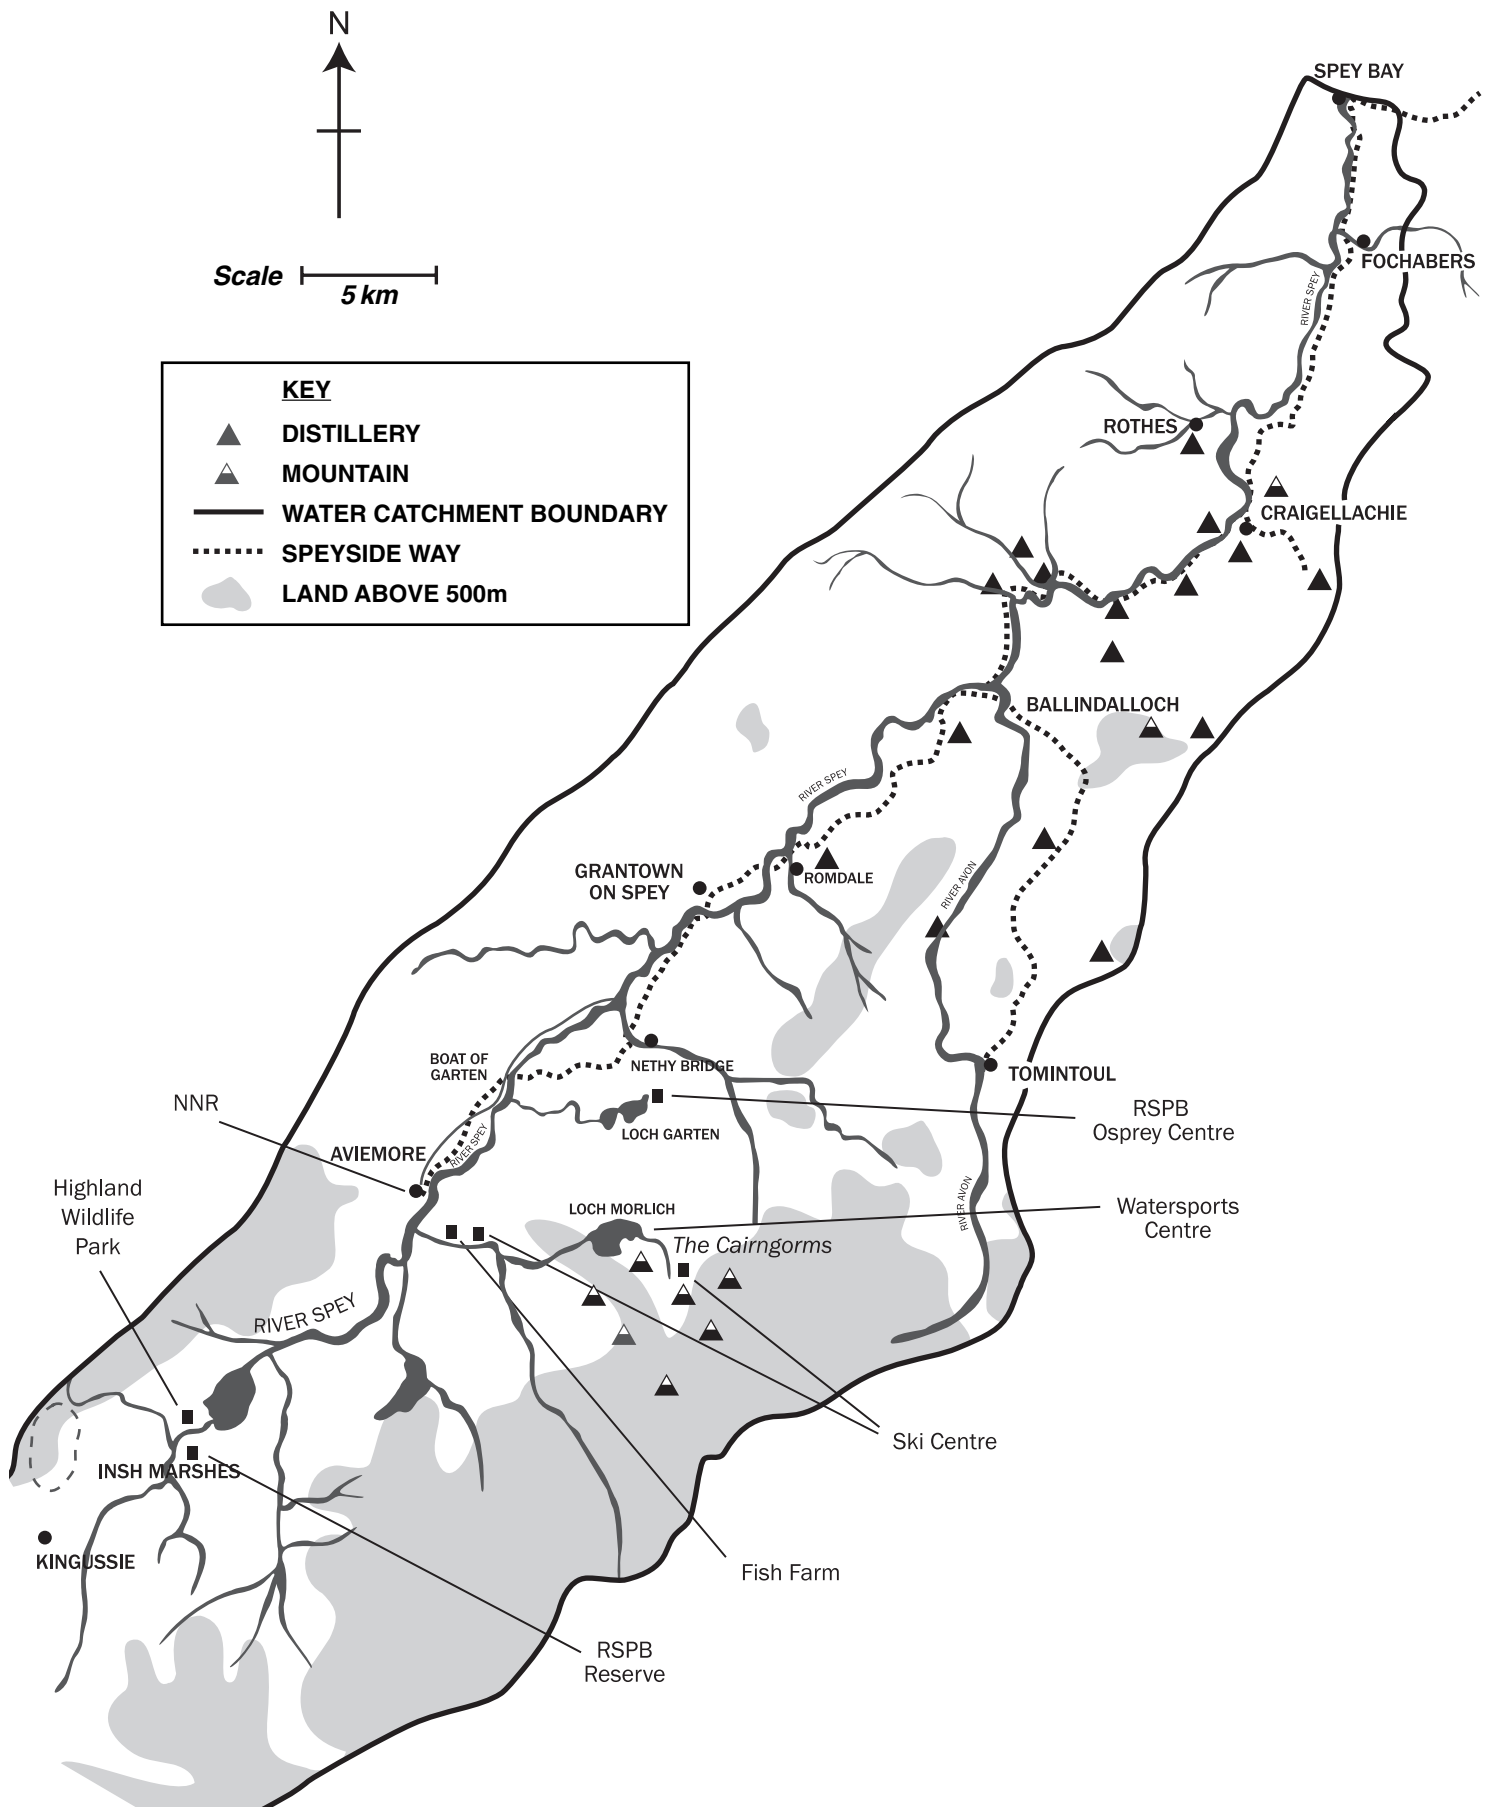 N
SPEY BAY
FOCHABERS
Scale
5 km
RIVER SPEY
KEY
DISTILLERY
MOUNTAIN
WATER CATCHMENT BOUNDARY
SPEYSIDE WAY
LAND ABOVE 500m
ROTHES
CRAIGELLACHIE
BALLINDALLOCH
RIVER SPEY
GRANTOWN
ON SPEY
ROMDALE
RIVER AVON
BOAT OF
GARTEN
NETHY BRIDGE
TOMINTOUL
NNR
RSPB
Osprey Centre
LOCH GARTEN
AVIEMORE
RIVER SPEY
Highland
Wildlife
Park
LOCH MORLICH
RIVER AVON
Watersports
Centre
The Cairngorms
RIVER SPEY
Ski Centre
INSH MARSHES
KINGUSSIE
Fish Farm
RSPB
Reserve